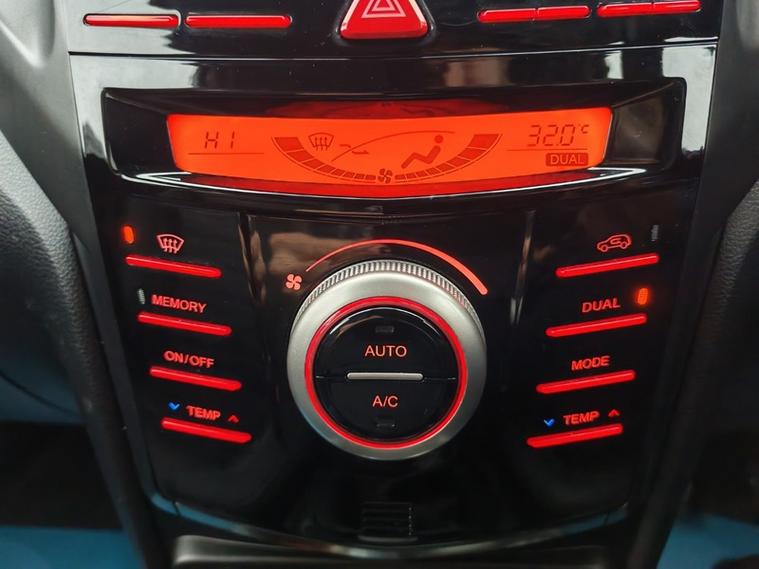 HI 32.0°C
DUAL
MEMORY DUAL
ON/OFF AUTO MODE
A/C
TEMP TEMP